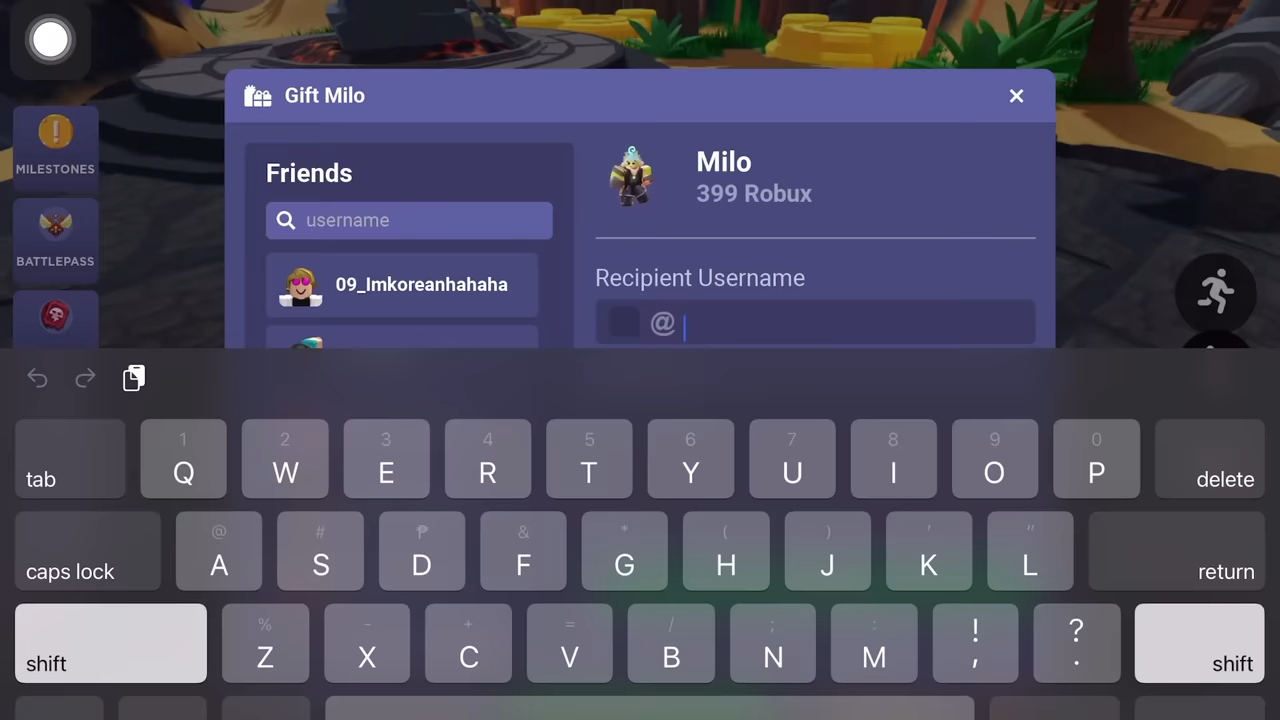 Gift Milo
MILESTONES
BATTLEPASS
Friends
username
09_Imkoreanhahaha
Milo
399 Robux
Recipient Username
@
1 2 3 4 5 6 7 8 9 0
tab Q W E R T Y U I O P delete
@ # ₱ & * ( ) ' "
caps lock A S D F G H J K L return
% - + = / ; : ! ?
shift Z X C V B N M , . shift